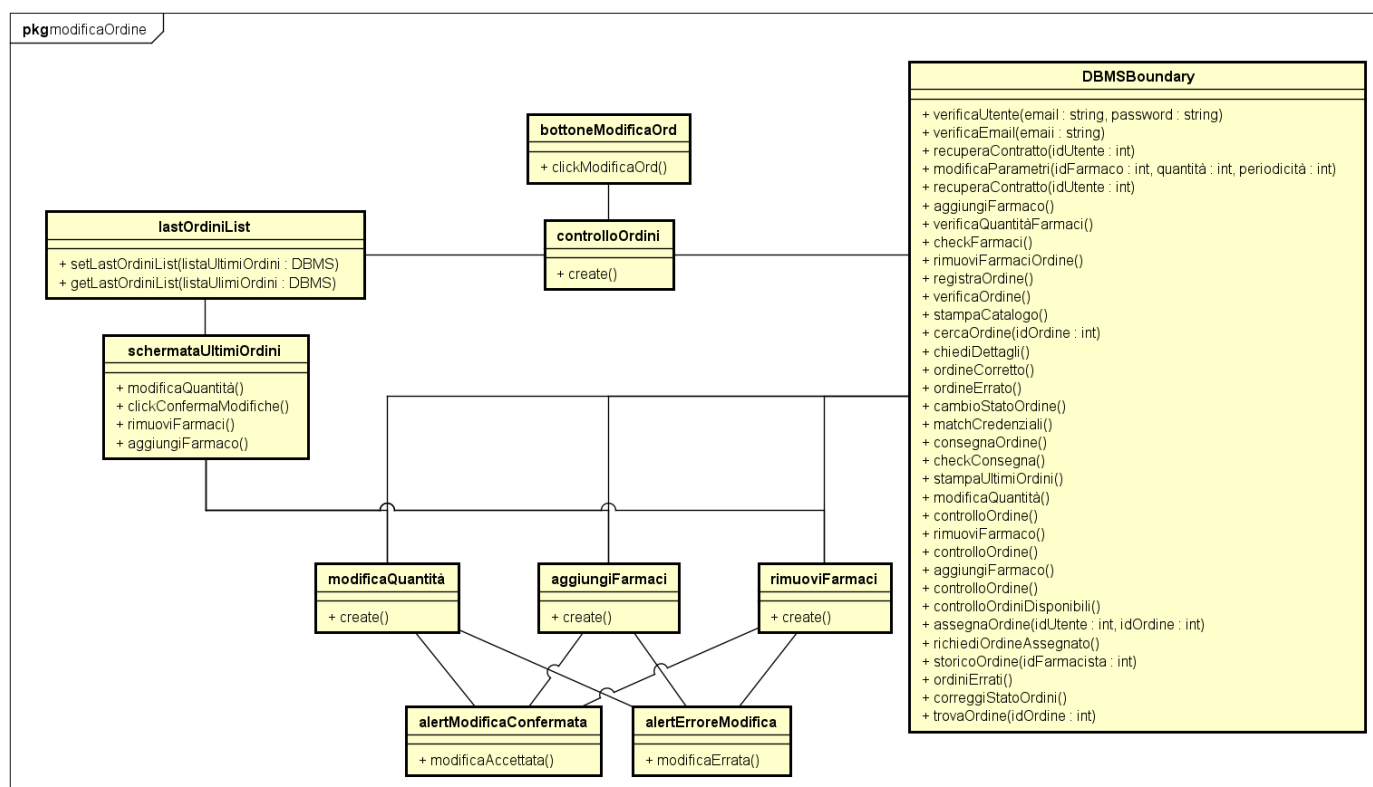 pkg modificaOrdine
DBMSBoundary
+ verificaUtente(email : string, password : string)
+ verificaEmail(emaii : string)
+ recuperaContratto(idUtente : int)
+ modificaParametri(idFarmaco : int, quantità : int, periodicità : int)
+ recuperaContratto(idUtente : int)
+ aggiungiFarmaco()
+ verificaQuantitàFarmaci()
+ checkFarmaci()
+ rimuoviFarmaciOrdine()
+ registraOrdine()
+ verificaOrdine()
+ stampaCatalogo()
+ cercaOrdine(idOrdine : int)
+ chiediDettagli()
+ ordineCorretto()
+ ordineErrato()
+ cambioStatoOrdine()
+ matchCredenziali()
+ consegnaOrdine()
+ checkConsegna()
+ stampaUltimiOrdini()
+ modificaQuantità()
+ controlloOrdine()
+ rimuoviFarmaco()
+ controlloOrdine()
+ aggiungiFarmaco()
+ controlloOrdine()
+ controlloOrdiniDisponibili()
+ assegnaOrdine(idUtente : int, idOrdine : int)
+ richiediOrdineAssegnato()
+ storicoOrdine(idFarmacista : int)
+ ordiniErrati()
+ correggiStatoOrdini()
+ trovaOrdine(idOrdine : int)
bottoneModificaOrd
+ clickModificaOrd()
controlloOrdini
+ create()
lastOrdiniList
+ setLastOrdiniList(listaUltimiOrdini : DBMS)
+ getLastOrdiniList(listaUlimiOrdini : DBMS)
schermataUltimiOrdini
+ modificaQuantità()
+ clickConfermaModifiche()
+ rimuoviFarmaci()
+ aggiungiFarmaco()
modificaQuantità
+ create()
aggiungiFarmaci
+ create()
rimuoviFarmaci
+ create()
alertModificaConfermata
+ modificaAccettata()
alertErroreModifica
+ modificaErrata()